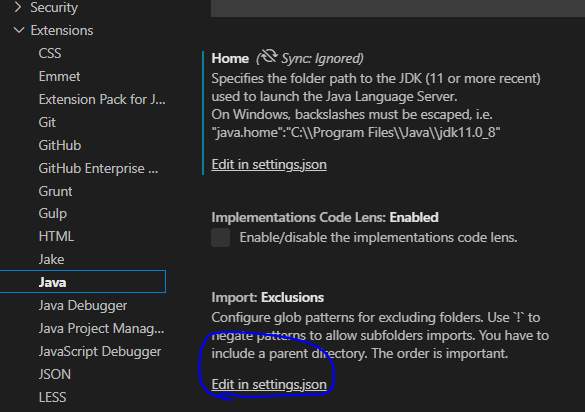 Security
Extensions
CSS
Emmet
Extension Pack for J...
Git
GitHub
GitHub Enterprise ...
Grunt
Gulp
HTML
Jake
Java
Java Debugger
Java Project Manag...
JavaScript Debugger
JSON
LESS
Home (Sync: Ignored)
Specifies the folder path to the JDK (11 or more recent)
used to launch the Java Language Server.
On Windows, backslashes must be escaped, i.e.
"java.home":"C:\\Program Files\\Java\\jdk11.0_8"
Edit in settings.json
Implementations Code Lens: Enabled
Enable/disable the implementations code lens.
Import: Exclusions
Configure glob patterns for excluding folders. Use `!` to
negate patterns to allow subfolders imports. You have to
include a parent directory. The order is important.
Edit in settings.json